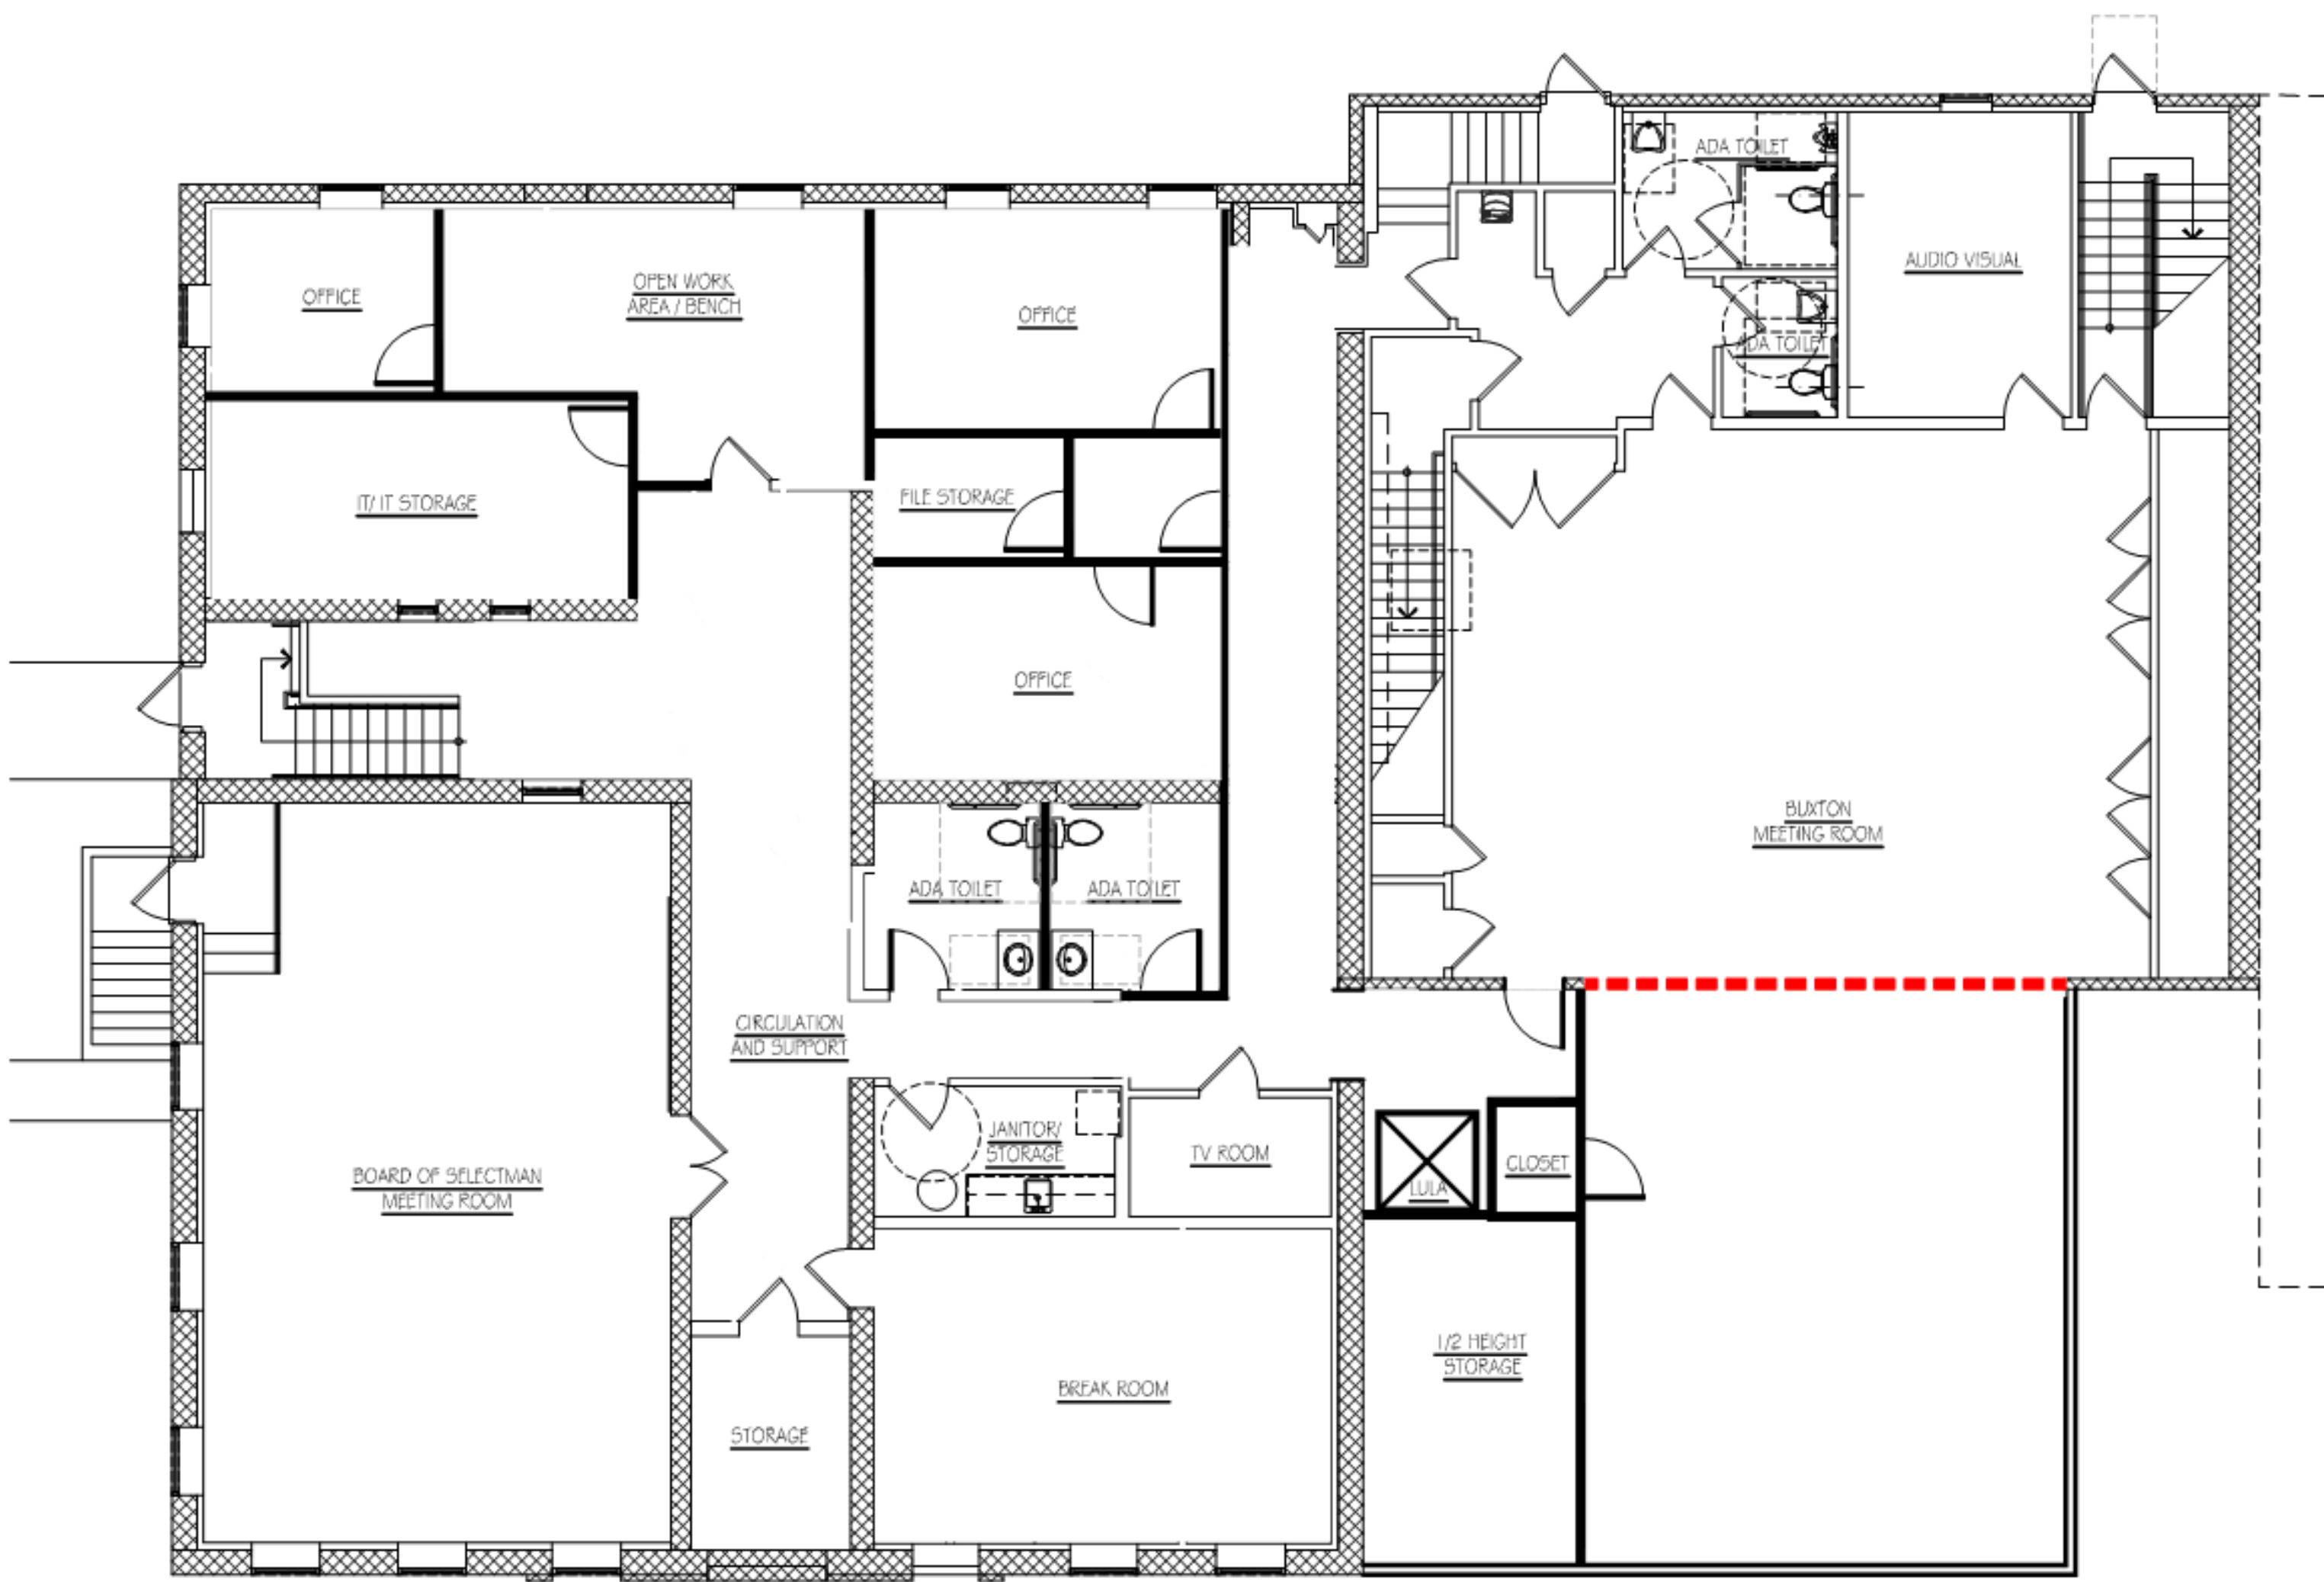 ADA TOILET
AUDIO VISUAL
OFFICE
OPEN WORK
AREA / BENCH
OFFICE
ADA TOILET
IT/ IT STORAGE
FILE STORAGE
OFFICE
BUXTON
MEETING ROOM
ADA TOILET
ADA TOILET
CIRCULATION
AND SUPPORT
JANITOR/
STORAGE
TV ROOM
LULA
CLOSET
BOARD OF SELECTMAN
MEETING ROOM
1/2 HEIGHT
STORAGE
BREAK ROOM
STORAGE